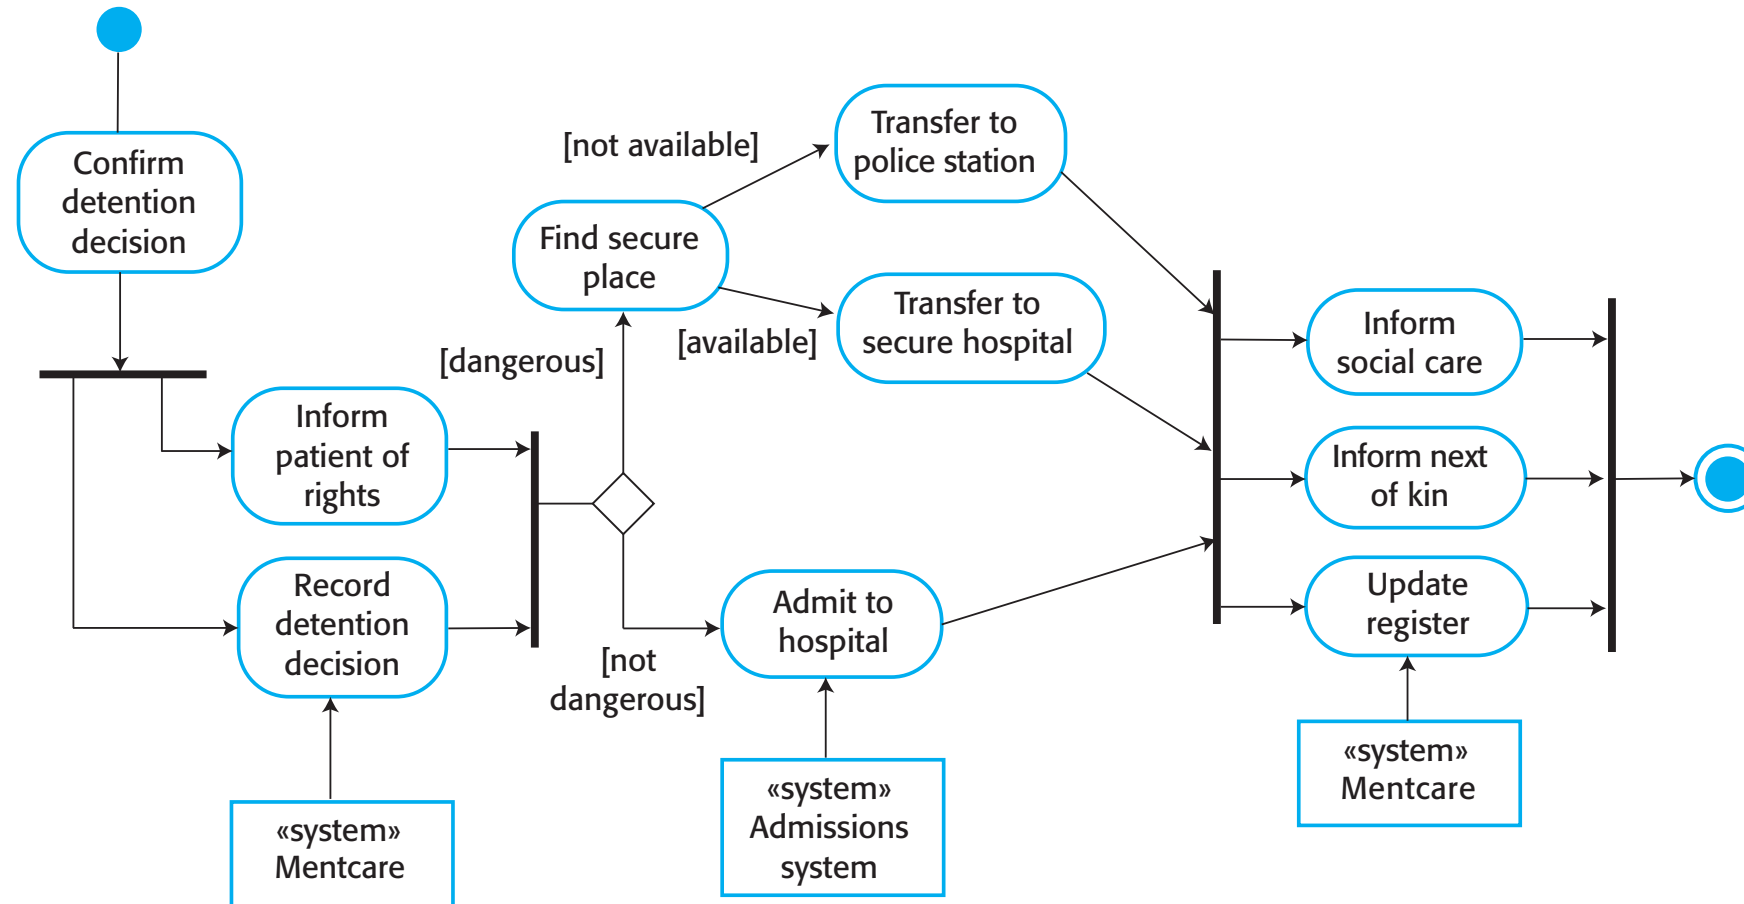 Confirm
detention
decision
Inform
patient of
rights
Record
detention
decision
«system»
Mentcare
[dangerous]
[not
dangerous]
Find secure
place
[not available]
[available]
Transfer to
police station
Transfer to
secure hospital
Admit to
hospital
«system»
Admissions
system
Inform
social care
Inform next
of kin
Update
register
«system»
Mentcare